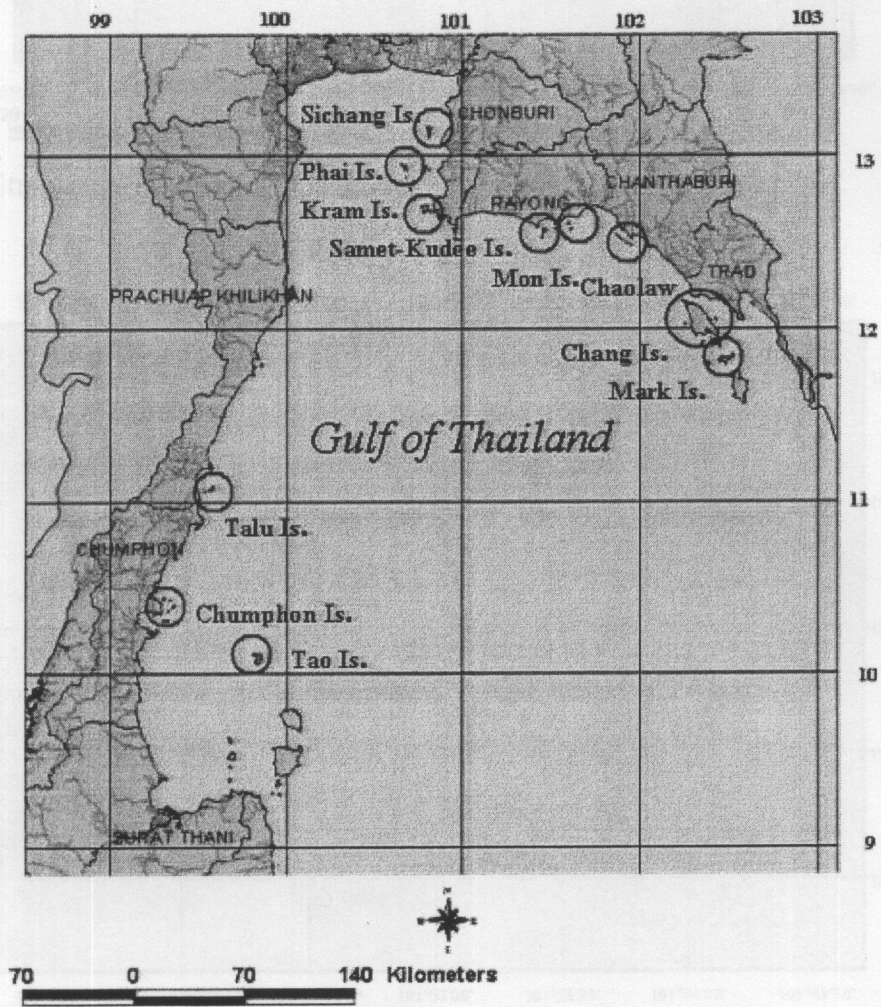 99 100 101 102 103
Sichang Is.
CHONBURI
13
Phai Is.
CHANTHABURI
Kram Is.
RAYONG
Samet-Kudee Is.
Mon Is.
Chaolaw
TRAD
PRACHUAP KHILIKHAN
12
Chang Is.
Mark Is.
Gulf of Thailand
11
Talu Is.
CHUMPHON
Chumphon Is.
Tao Is.
10
SURAT THANI
9
70 0 70 140 Kilometers